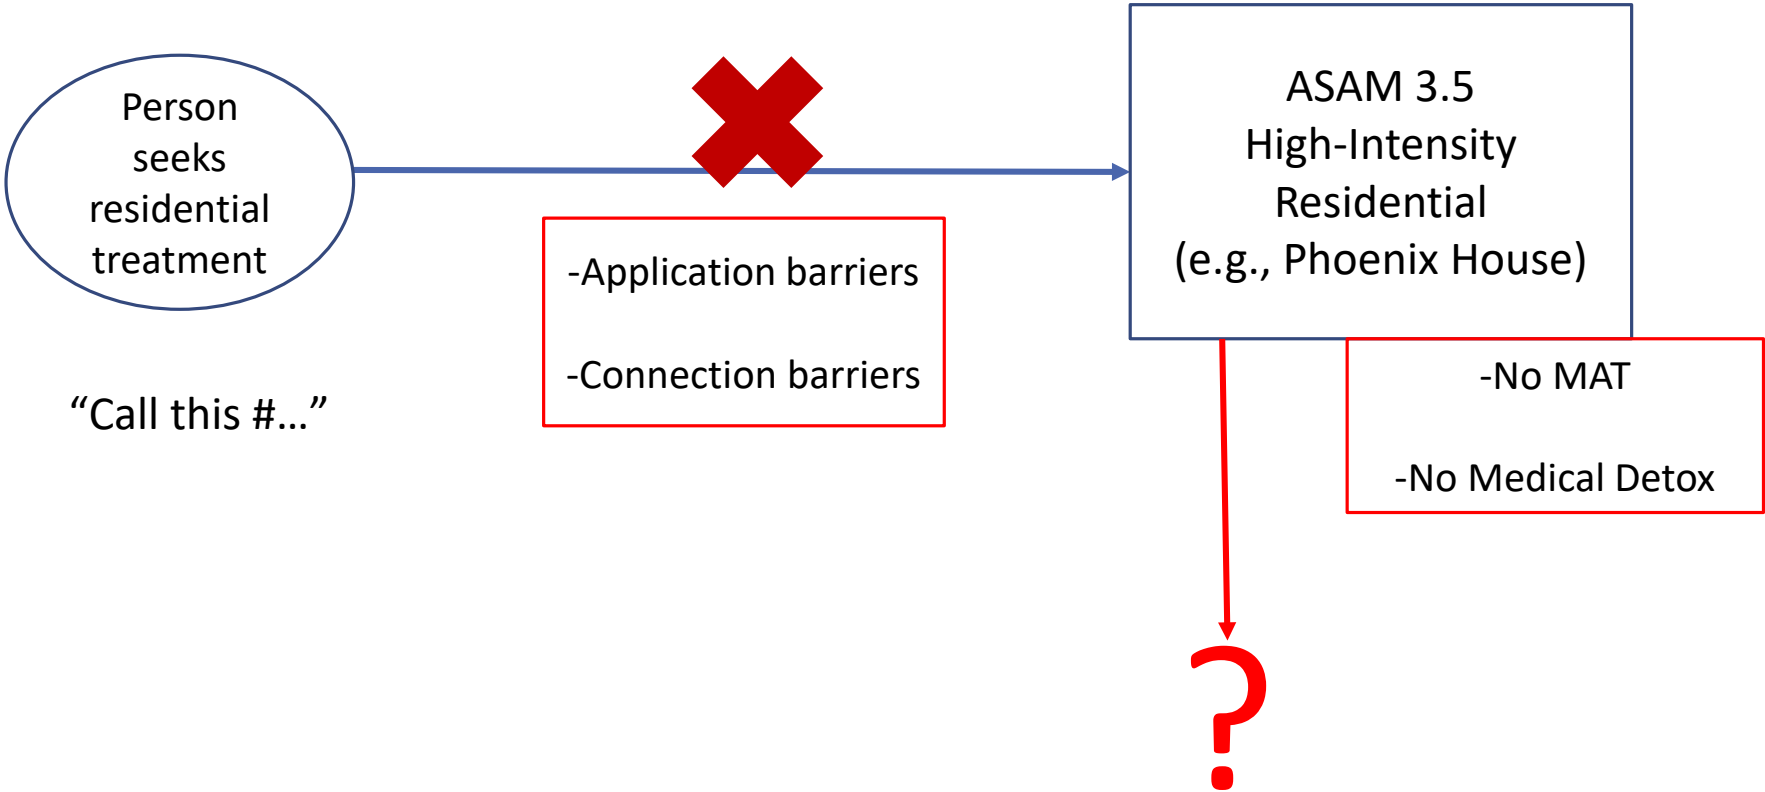 Person
seeks
residential
treatment
“Call this #…”
-Application barriers
-Connection barriers
ASAM 3.5
High-Intensity
Residential
(e.g., Phoenix House)
-No MAT
-No Medical Detox
?